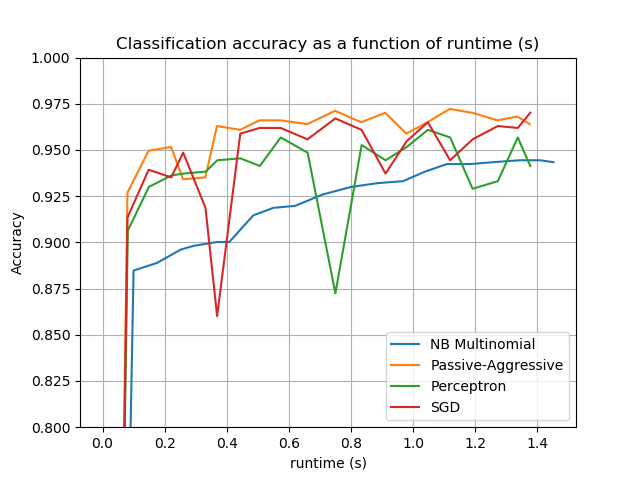 Classification accuracy as a function of runtime (s)
1.000
0.975
0.950
0.925
0.900
0.875
0.850
0.825
0.800
Accuracy
0.0 0.2 0.4 0.6 0.8 1.0 1.2 1.4
runtime (s)
NB Multinomial
Passive-Aggressive
Perceptron
SGD